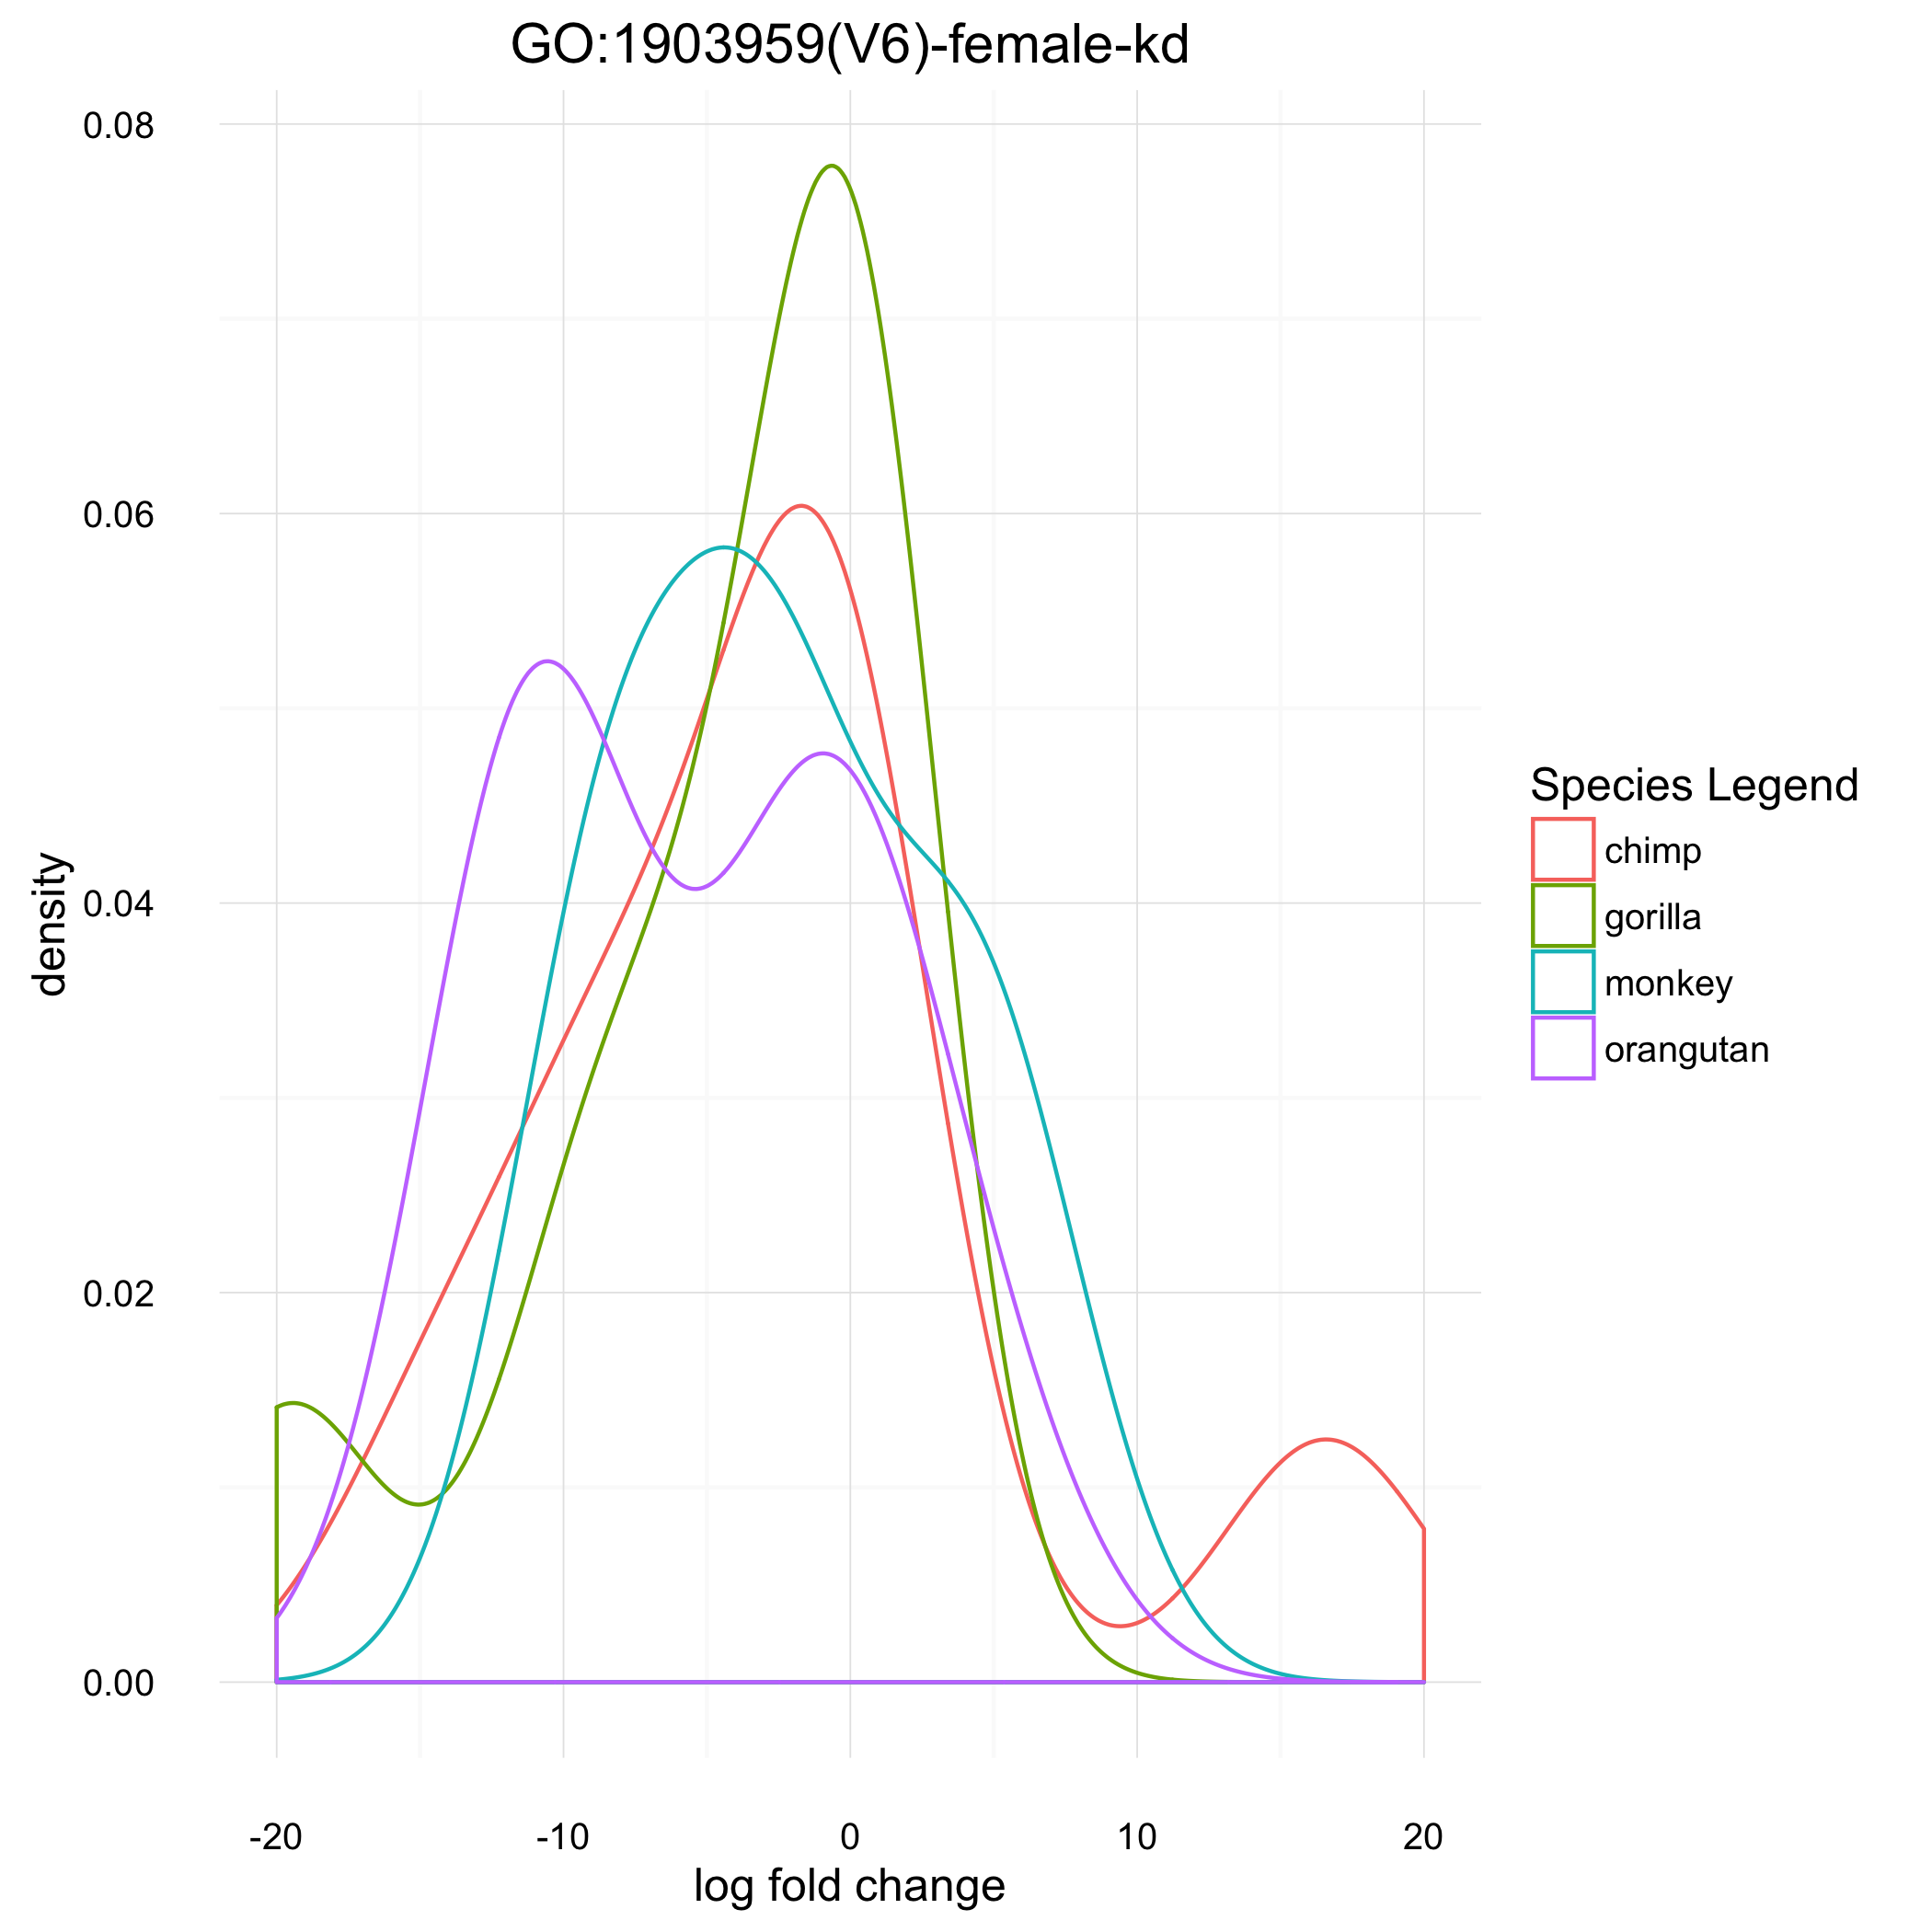 GO:1903959(V6)-female-kd
0.08
0.06
0.04
0.02
0.00
density
-20 -10 0 10 20
log fold change
Species Legend
chimp
gorilla
monkey
orangutan